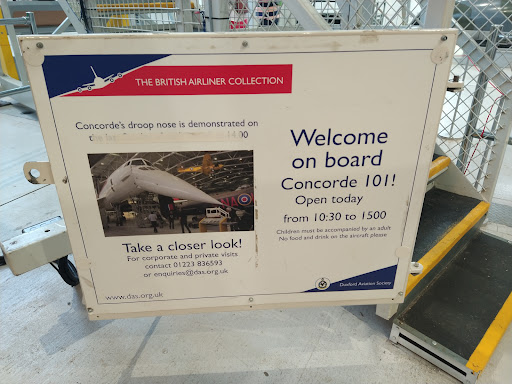 THE BRITISH AIRLINER COLLECTION
Concorde's droop nose is demonstrated on
the last
Take a closer look!
For corporate and private visits
contact 01223 836593
or enquiries@das.org.uk
www.das.org.uk
Welcome
on board
Concorde 101!
Open today
from 10:30 to 1500
Children must be accompanied by an adult
No food and drink on the aircraft please
Duxford Aviation Society